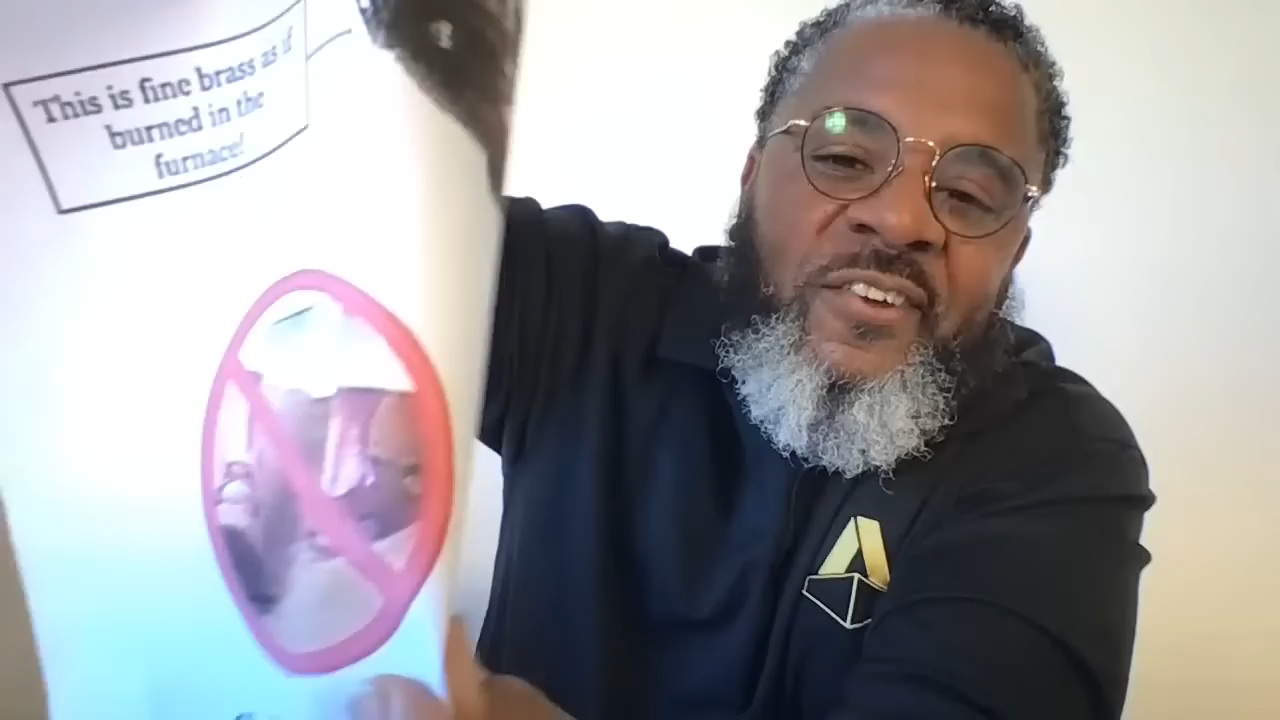 This is fine brass as if
burned in the
furnace!